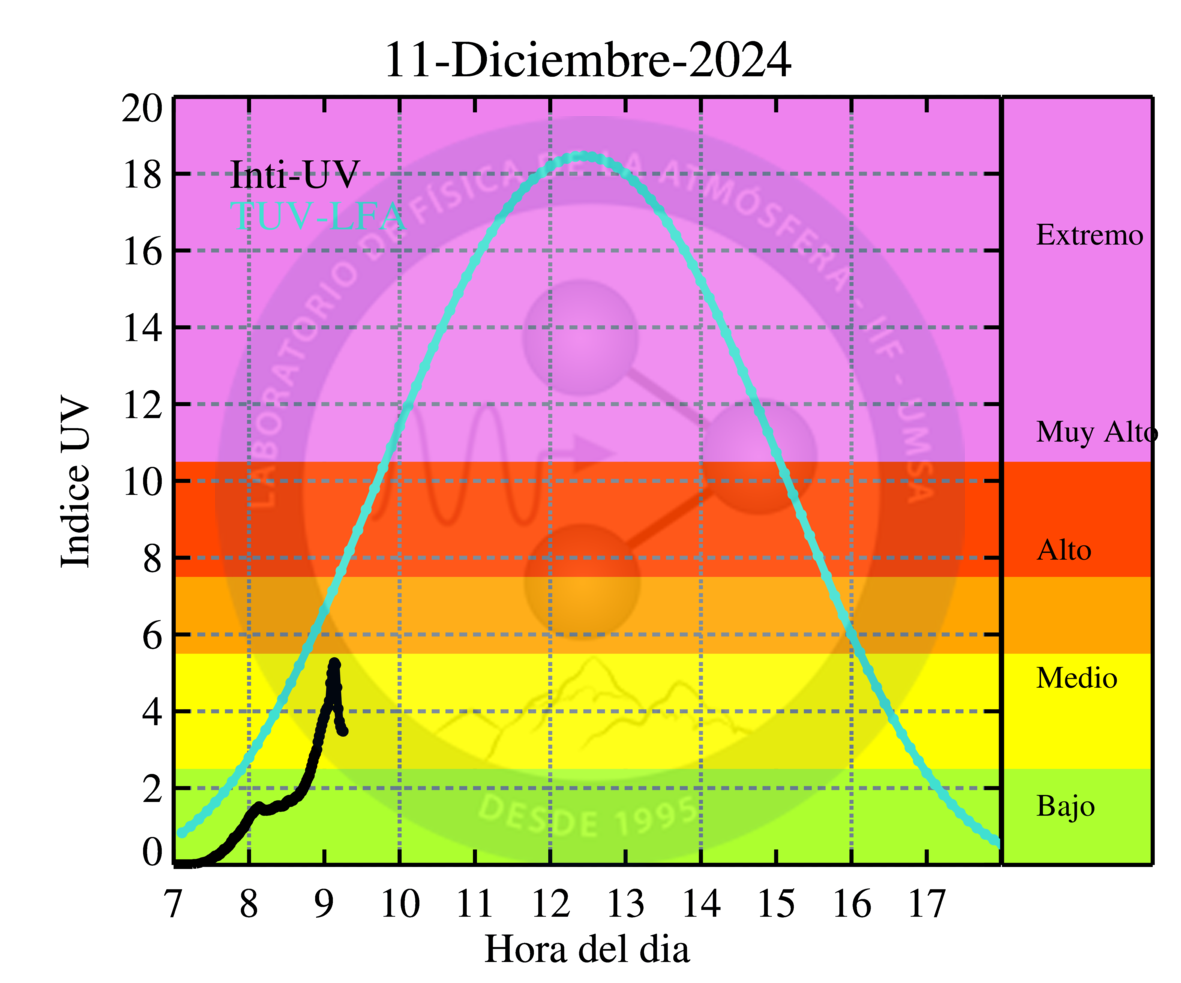 11-Diciembre-2024
Inti-UV
TUV-LFA
LABORATORIO DE FÍSICA DE LA ATMÓSFERA - IIF - UMSA
DESDE 1995
Indice UV
20
18
16
14
12
10
8
6
4
2
0
Extremo
Muy Alto
Alto
Medio
Bajo
7 8 9 10 11 12 13 14 15 16 17
Hora del dia